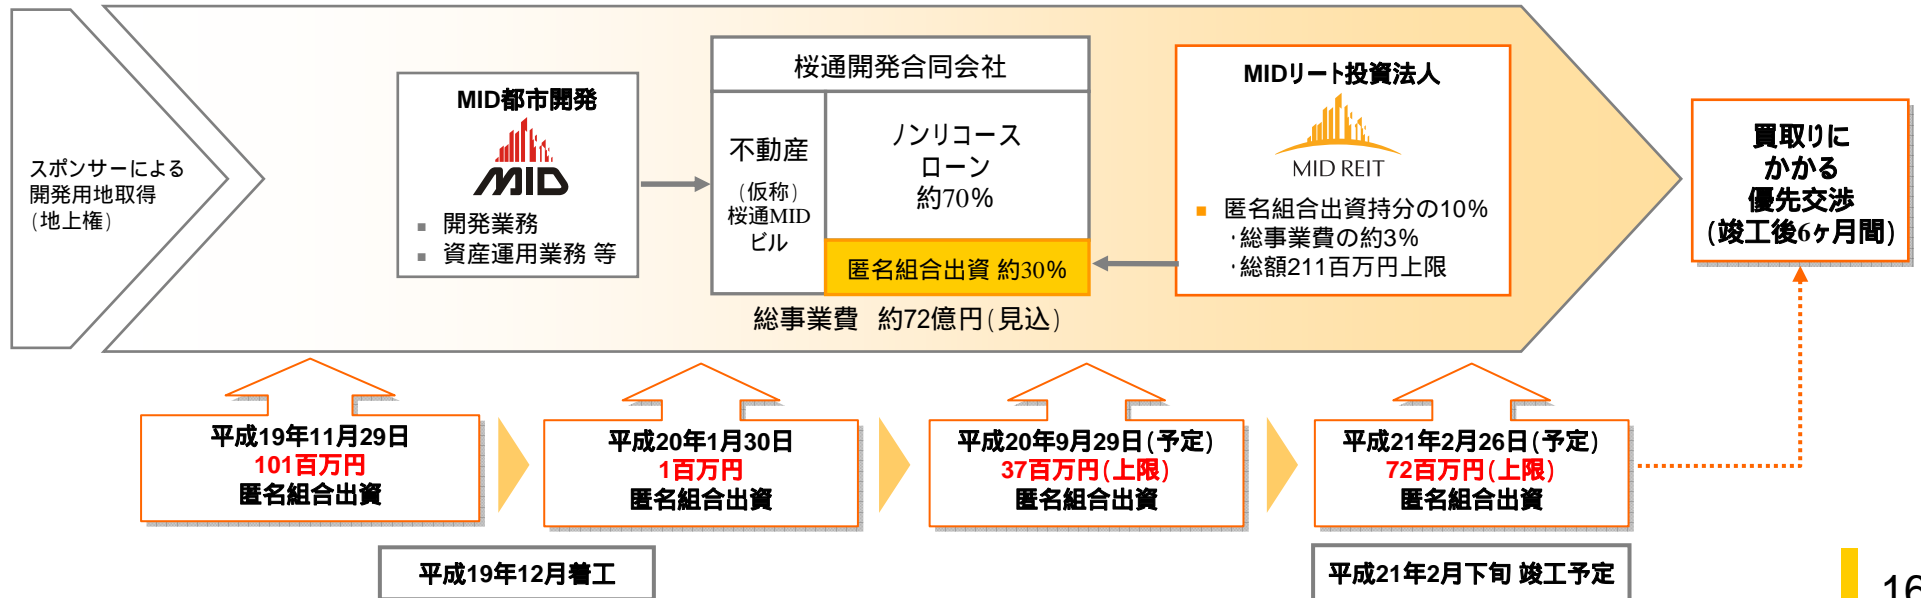 スポンサーによる
開発用地取得
(地上権)
MID都市開発
MID
■ 開発業務
■ 資産運用業務 等
桜通開発合同会社
不動産
(仮称)
桜通MID
ビル
ノンリコース
ローン
約70%
匿名組合出資 約30%
総事業費 約72億円(見込)
MIDリート投資法人
MID REIT
■ 匿名組合出資持分の10%
・総事業費の約3%
・総額211百万円上限
買取りに
かかる
優先交渉
(竣工後6ヶ月間)
平成19年11月29日
101百万円
匿名組合出資
平成20年1月30日
1百万円
匿名組合出資
平成20年9月29日(予定)
37百万円(上限)
匿名組合出資
平成21年2月26日(予定)
72百万円(上限)
匿名組合出資
平成19年12月着工
平成21年2月下旬 竣工予定
16